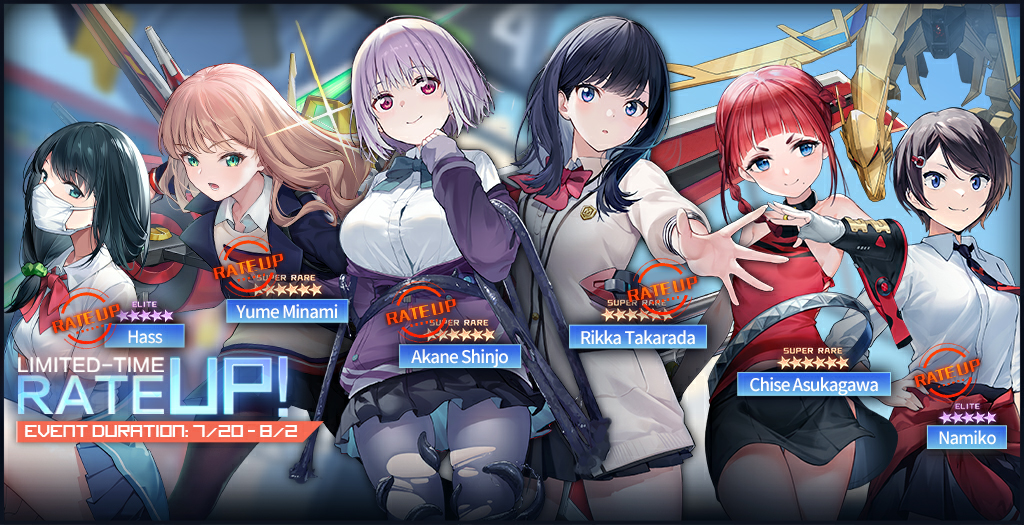 RATE UP
ELITE
Hass
RATE UP
SUPER RARE
Yume Minami
RATE UP
SUPER RARE
Akane Shinjo
RATE UP
SUPER RARE
Rikka Takarada
SUPER RARE
Chise Asukagawa
RATE UP
ELITE
Namiko
LIMITED-TIME
RATE UP!
EVENT DURATION: 7/20 - 8/2